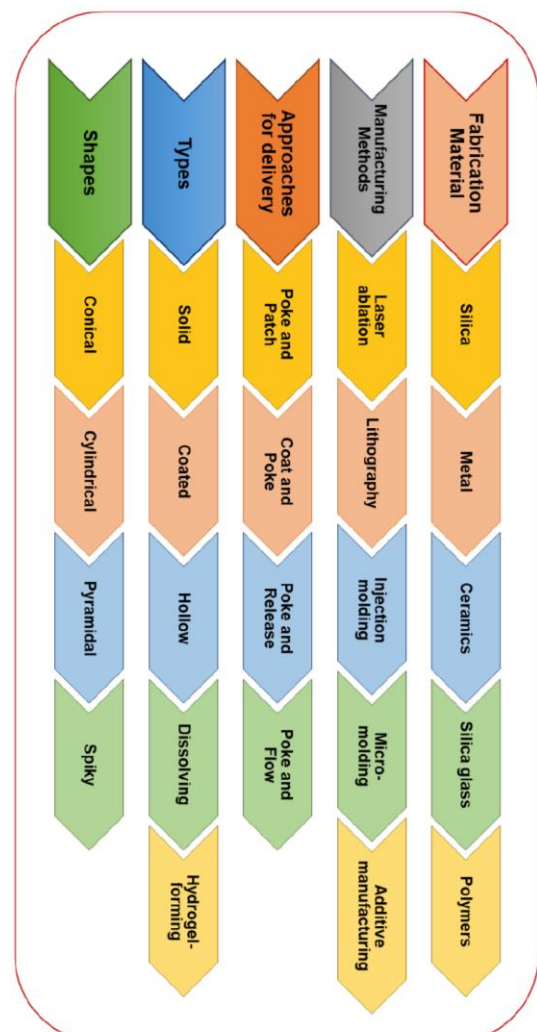 Fabrication
Material
Silica
Metal
Ceramics
Silica glass
Polymers
Manufacturing
Methods
Laser
ablation
Lithography
Injection
molding
Micro-
molding
Additive
manufacturing
Approaches
for delivery
Poke and
Patch
Coat and
Poke
Poke and
Release
Poke and
Flow
Types
Solid
Coated
Hollow
Dissolving
Hydrogel-
forming
Shapes
Conical
Cylindrical
Pyramidal
Spiky